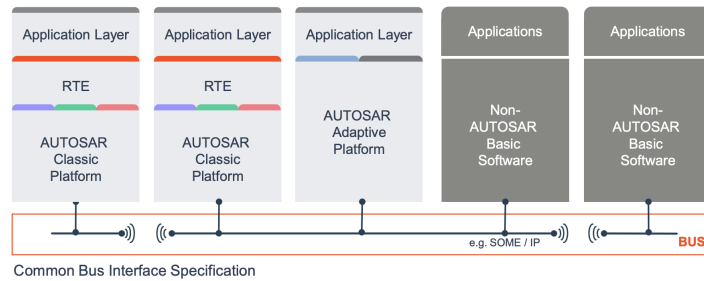 Application Layer
RTE
AUTOSAR
Classic
Platform
Application Layer
RTE
AUTOSAR
Classic
Platform
Application Layer
AUTOSAR
Adaptive
Platform
Applications
Non-
AUTOSAR
Basic
Software
Applications
Non-
AUTOSAR
Basic
Software
e.g. SOME / IP
BUS
Common Bus Interface Specification